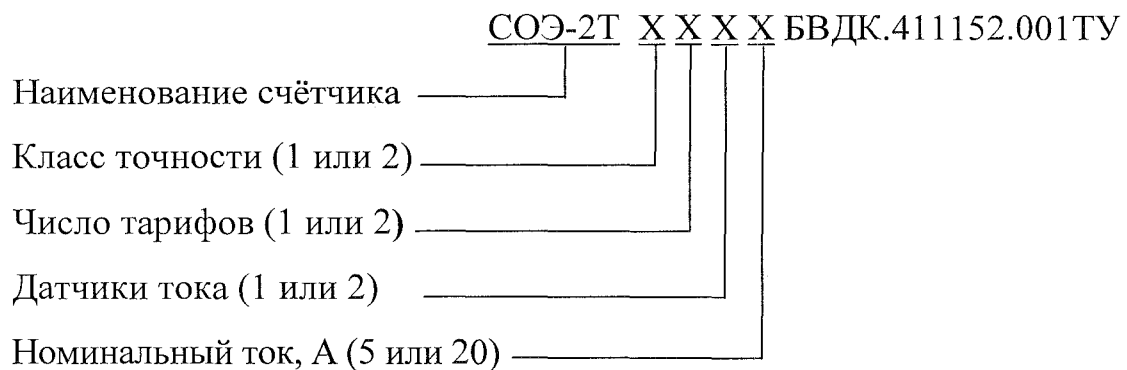 СОЭ-2Т Х Х Х Х БВДК.411152.001ТУ
Наименование счётчика
Класс точности (1 или 2)
Число тарифов (1 или 2)
Датчики тока (1 или 2)
Номинальный ток, А (5 или 20)